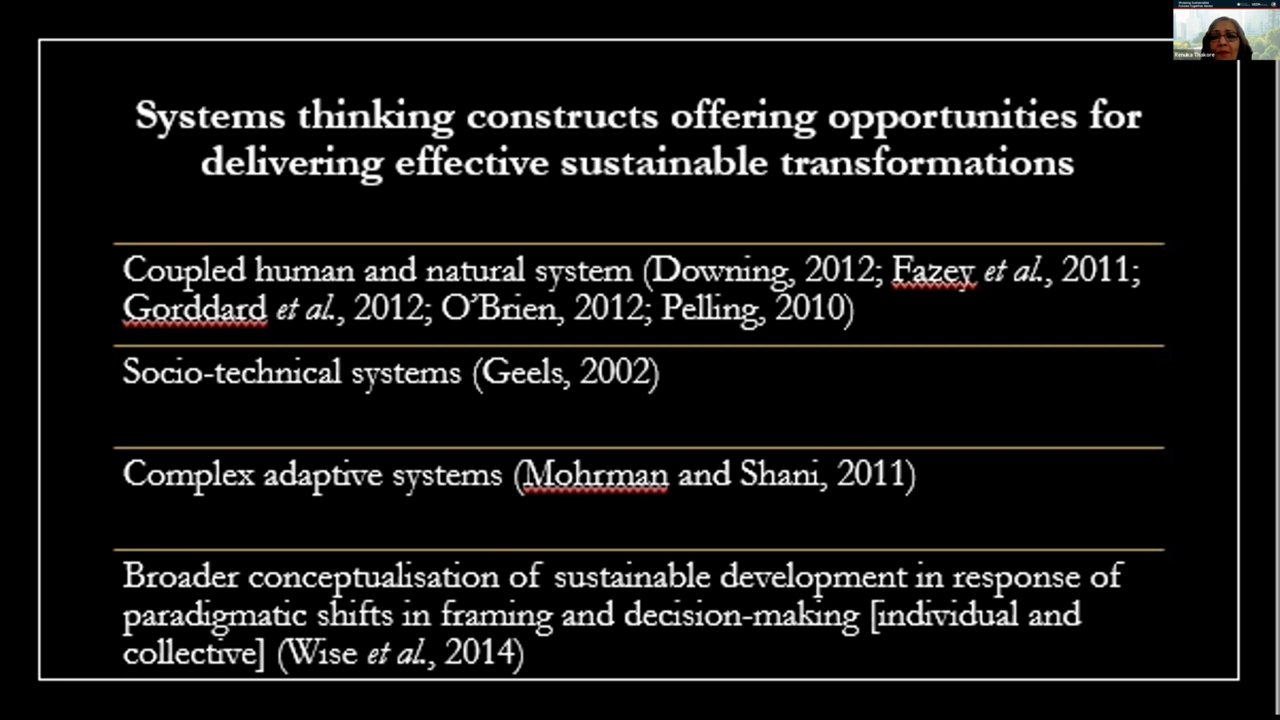 Systems thinking constructs offering opportunities for
delivering effective sustainable transformations
Coupled human and natural system (Downing, 2012; Fazey et al., 2011;
Gorddard et al., 2012; O’Brien, 2012; Pelling, 2010)
Socio-technical systems (Geels, 2002)
Complex adaptive systems (Mohrman and Shani, 2011)
Broader conceptualisation of sustainable development in response of
paradigmatic shifts in framing and decision-making [individual and
collective] (Wise et al., 2014)
Renuka Thakore